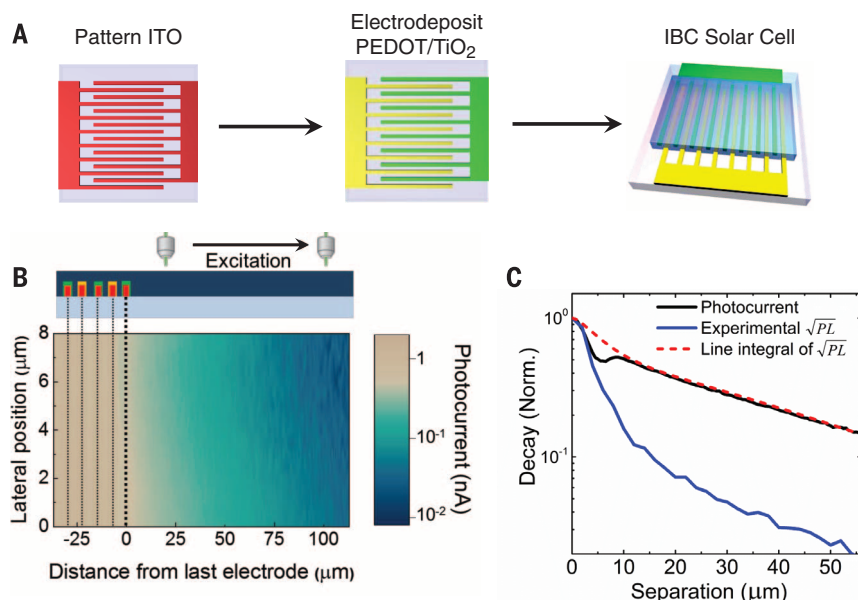 A
Pattern ITO
Electrodeposit
PEDOT/TiO₂
IBC Solar Cell
B
Excitation
Lateral position (μm)
8
6
4
2
0
-25
0
25
50
75
100
Distance from last electrode (μm)
Photocurrent (nA)
1
10⁻¹
10⁻²
C
Photocurrent
Experimental √PL
Line integral of √PL
Decay (Norm.)
10⁰
10⁻¹
0
10
20
30
40
50
Separation (μm)